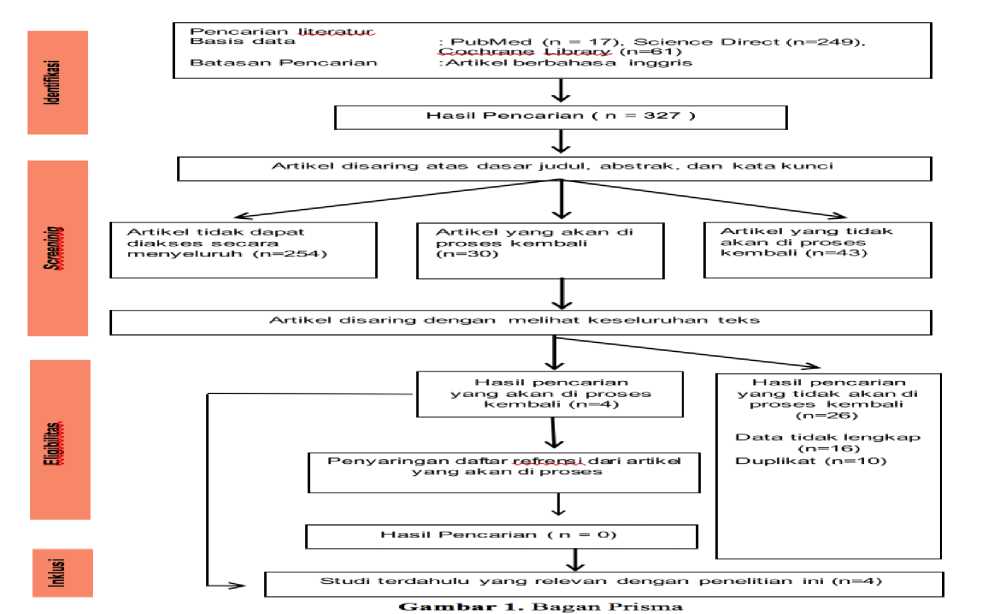 Identifikasi
Pencarian literatur
Basis data : PubMed (n = 17), Science Direct (n=249),
Cochrane Library (n=61)
Batasan Pencarian :Artikel berbahasa inggris
Hasil Pencarian ( n = 327 )
Screeninig
Artikel disaring atas dasar judul, abstrak, dan kata kunci
Artikel tidak dapat
diakses secara
menyeluruh (n=254)
Artikel yang akan di
proses kembali
(n=30)
Artikel yang tidak
akan di proses
kembali (n=43)
Artikel disaring dengan melihat keseluruhan teks
Eligibilitas
Hasil pencarian
yang akan di proses
kembali (n=4)
Hasil pencarian
yang tidak akan di
proses kembali
(n=26)
Data tidak lengkap
(n=16)
Duplikat (n=10)
Penyaringan daftar refrensi dari artikel
yang akan di proses
Hasil Pencarian ( n = 0)
Inklusi
Studi terdahulu yang relevan dengan penelitian ini (n=4)
Gambar 1. Bagan Prisma